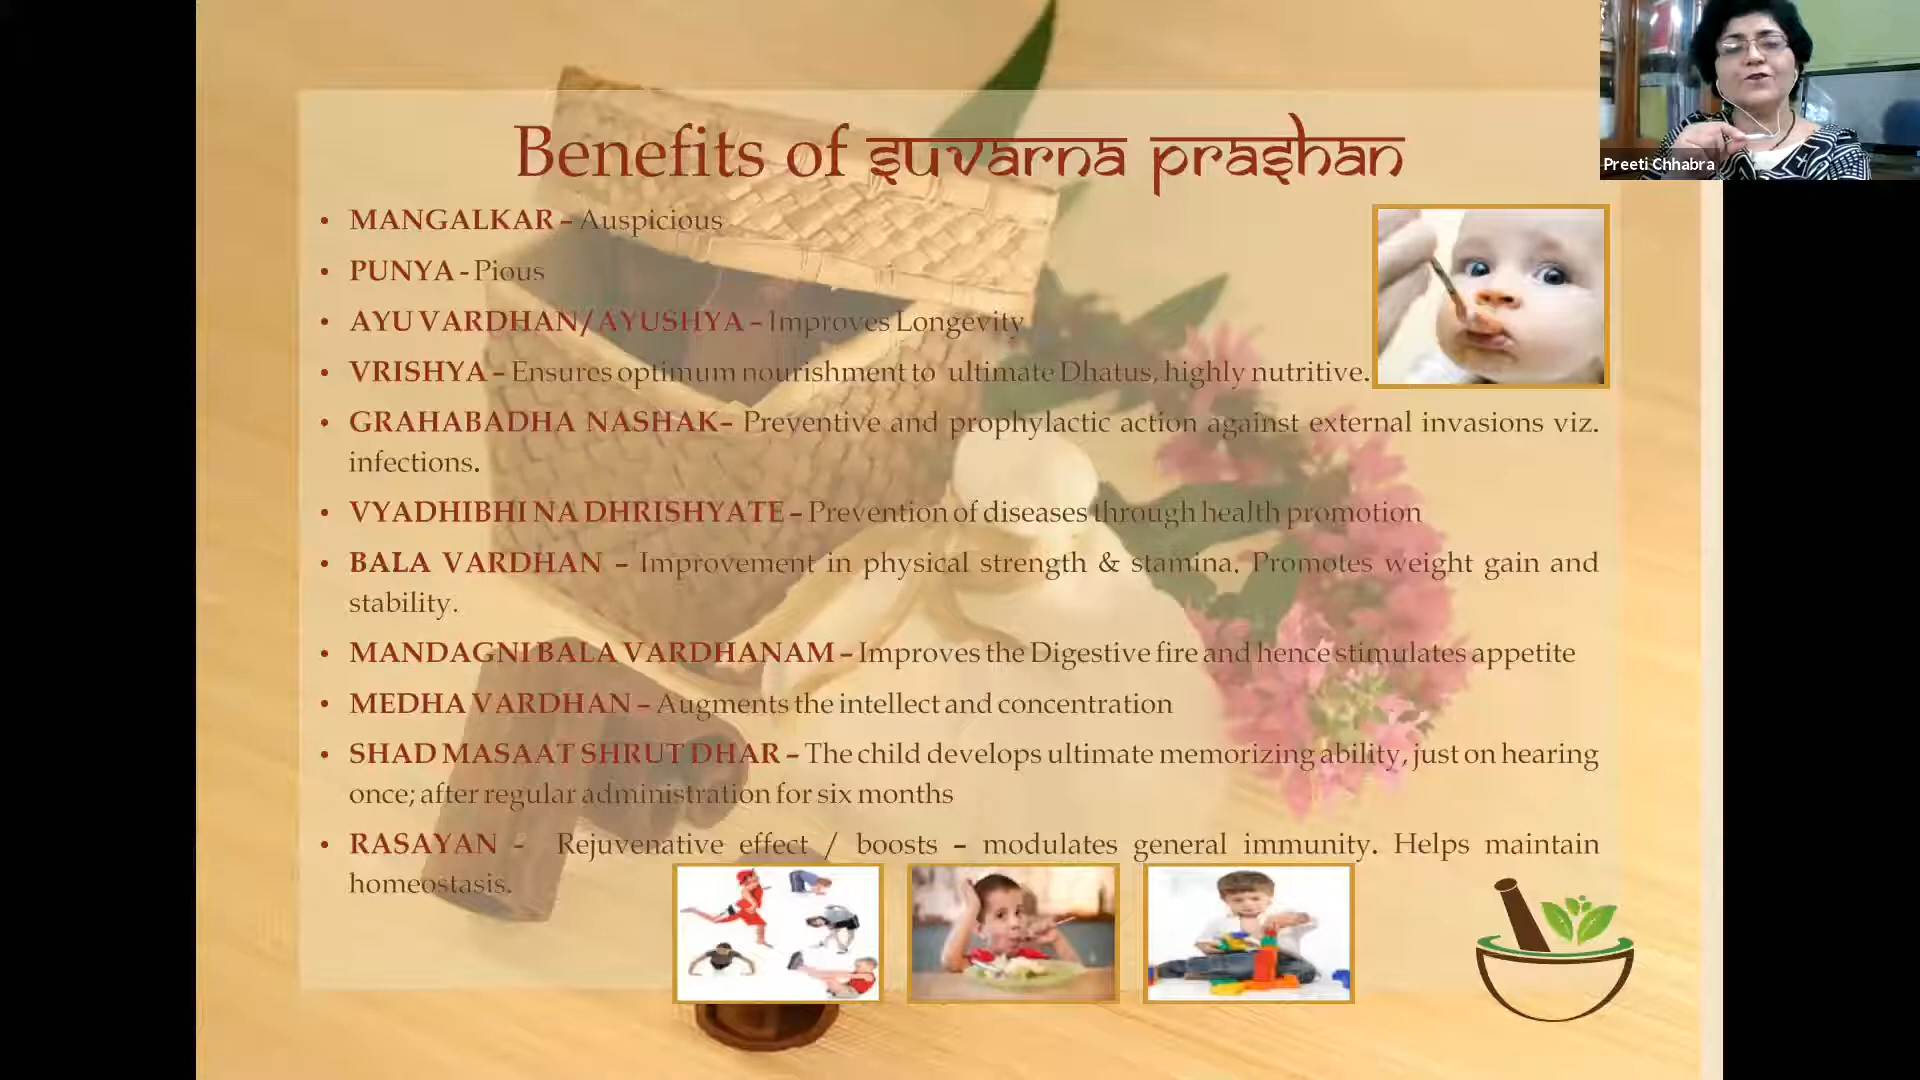 Benefits of suvarna prashan
Preeti Chhabra
• MANGALKAR – Auspicious
• PUNYA - Pious
• AYU VARDHAN/ AYUSHYA – Improves Longevity
• VRISHYA – Ensures optimum nourishment to ultimate Dhatus, highly nutritive.
• GRAHABADHA NASHAK– Preventive and prophylactic action against external invasions viz.
infections.
• VYADHIBHI NA DHRISHYATE – Prevention of diseases through health promotion
• BALA VARDHAN – Improvement in physical strength & stamina. Promotes weight gain and
stability.
• MANDAGNI BALA VARDHANAM – Improves the Digestive fire and hence stimulates appetite
• MEDHA VARDHAN – Augments the intellect and concentration
• SHAD MASAAT SHRUT DHAR – The child develops ultimate memorizing ability, just on hearing
once; after regular administration for six months
• RASAYAN - Rejuvenative effect / boosts – modulates general immunity. Helps maintain
homeostasis.